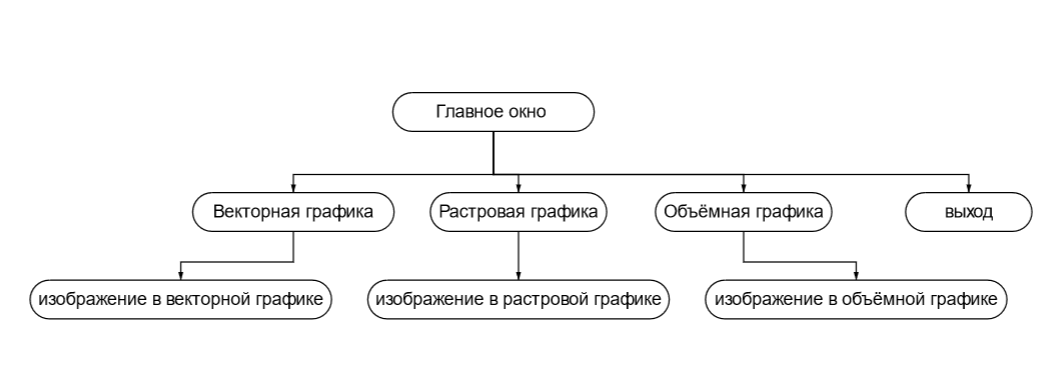 Главное окно
Векторная графика
Растровая графика
Объёмная графика
выход
изображение в векторной графике
изображение в растровой графике
изображение в объёмной графике